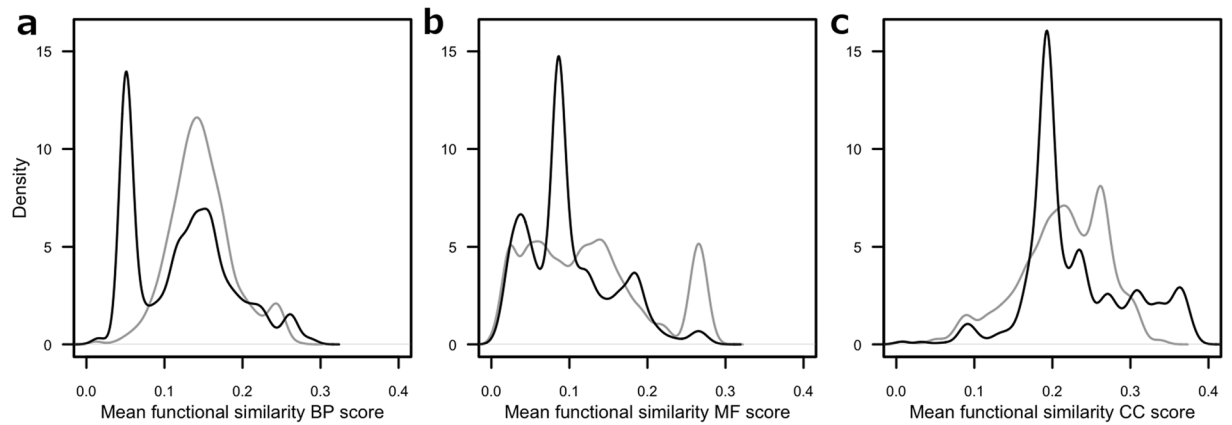 a
15
10
5
0
Density
0.0 0.1 0.2 0.3 0.4
Mean functional similarity BP score
b
15
10
5
0
0.0 0.1 0.2 0.3 0.4
Mean functional similarity MF score
c
15
10
5
0
0.0 0.1 0.2 0.3 0.4
Mean functional similarity CC score